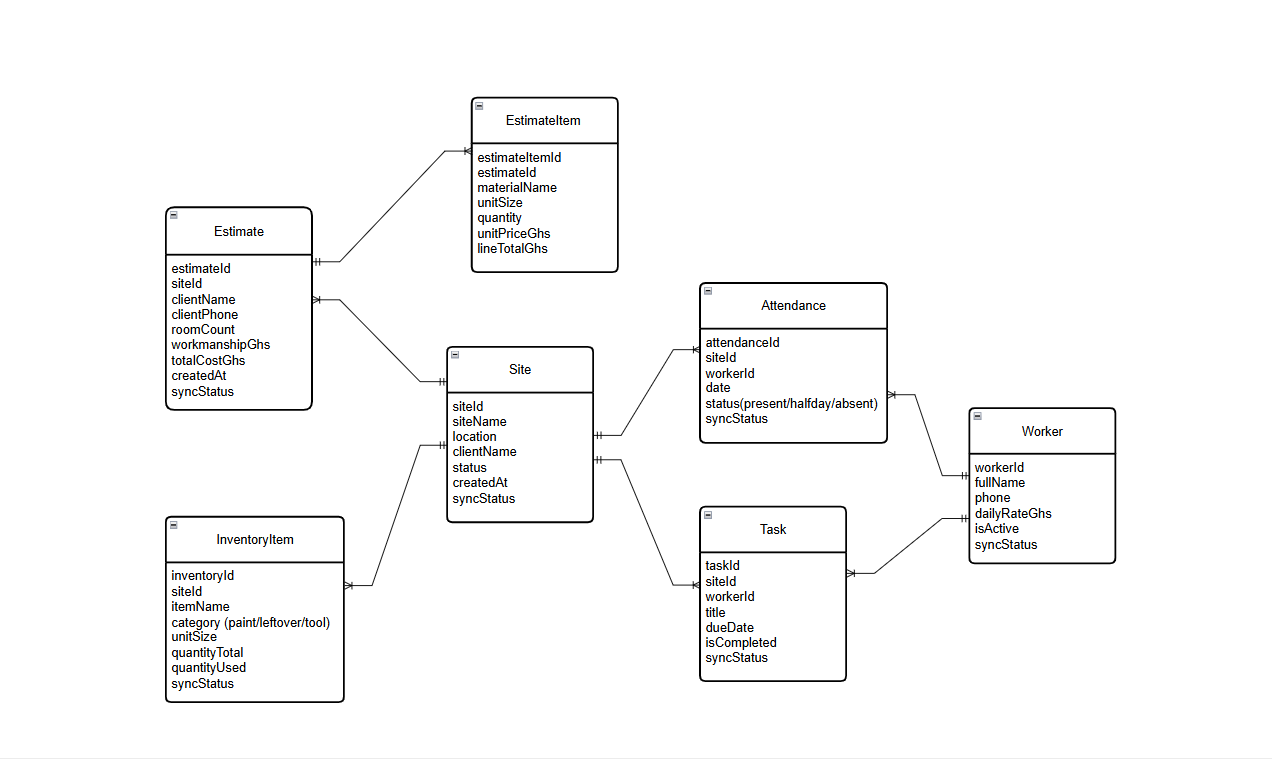 EstimateItem
estimateItemId
estimateId
materialName
unitSize
quantity
unitPriceGhs
lineTotalGhs
Estimate
estimateId
siteId
clientName
clientPhone
roomCount
workmanshipGhs
totalCostGhs
createdAt
syncStatus
Site
siteId
siteName
location
clientName
status
createdAt
syncStatus
Attendance
attendanceId
siteId
workerId
date
status(present/halfday/absent)
syncStatus
Worker
workerId
fullName
phone
dailyRateGhs
isActive
syncStatus
InventoryItem
inventoryId
siteId
itemName
category (paint/leftover/tool)
unitSize
quantityTotal
quantityUsed
syncStatus
Task
taskId
siteId
workerId
title
dueDate
isCompleted
syncStatus